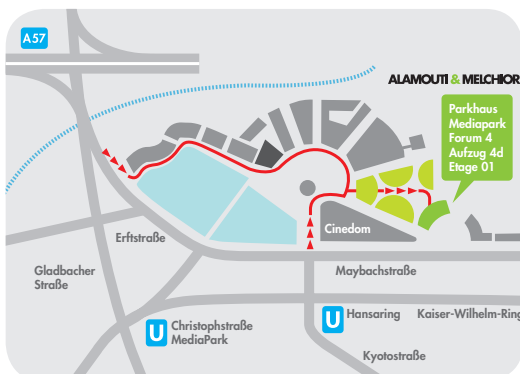 A57
ALAMOUTI & MELCHIOR
Parkhaus
Mediapark
Forum 4
Aufzug 4d
Etage 01
Cinedom
Erftstraße
Gladbacher
Straße
Maybachstraße
U Christophstraße
MediaPark
U Hansaring
Kaiser-Wilhelm-Ring
Kyotostraße